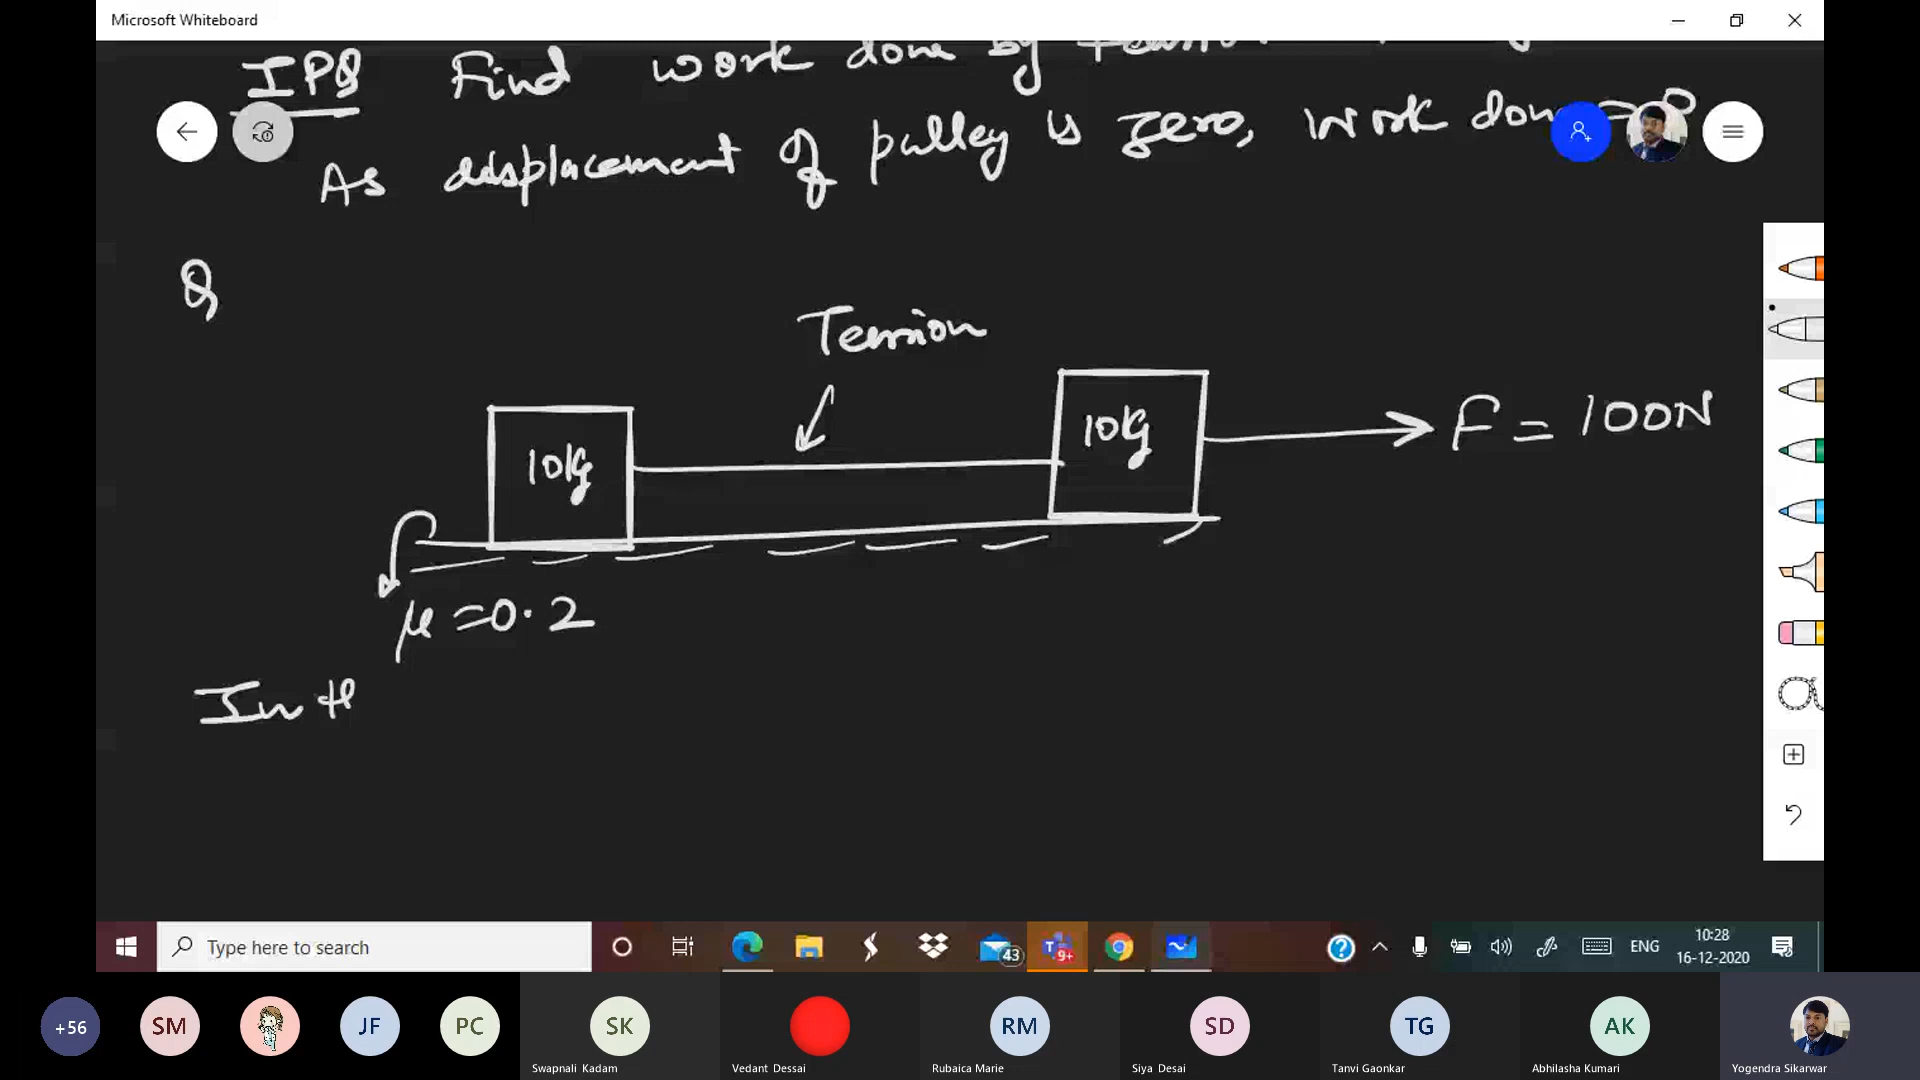 Microsoft Whiteboard
IPQ Find work done by
As displacement of pulley is zero, work done = 0
Q
Tension
10kg
10kg
F = 100N
μ = 0.2
In th
Type here to search
43
9+
ENG
10:28
16-12-2020
+56
SM
JF
PC
SK
RM
SD
TG
AK
Swapnali Kadam
Vedant Dessai
Rubaica Marie
Siya Desai
Tanvi Gaonkar
Abhilasha Kumari
Yogendra Sikarwar